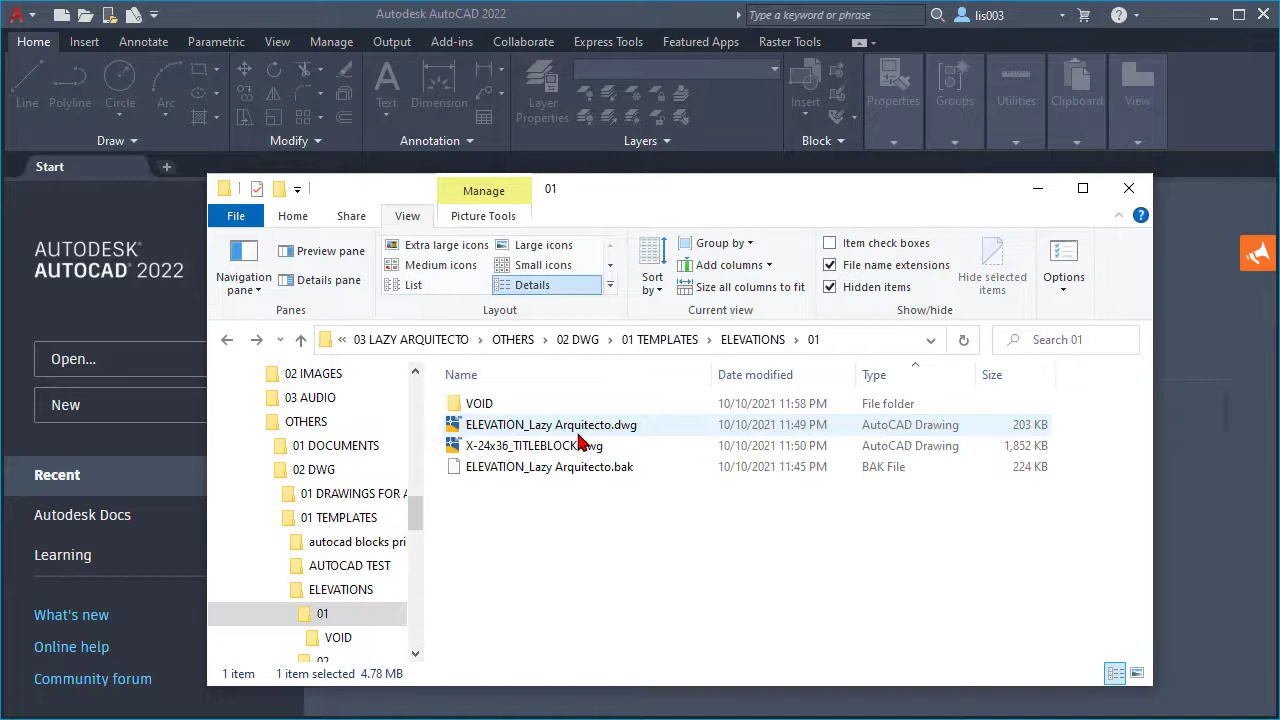 Autodesk AutoCAD 2022
Type a keyword or phrase
lis003
Home Insert Annotate Parametric View Manage Output Add-ins Collaborate Express Tools Featured Apps Raster Tools
Line Polyline Circle Arc
Text Dimension
Layer Properties
Insert
Properties Groups Utilities Clipboard View
Draw Modify Annotation Layers Block
Start
AUTODESK®
AUTOCAD® 2022
Open...
New
Recent
Autodesk Docs
Learning
What's new
Online help
Community forum
Manage 01
File Home Share View Picture Tools
Navigation pane
Preview pane
Details pane
Panes
Extra large icons Large icons
Medium icons Small icons
List Details
Layout
Sort by
Group by
Add columns
Size all columns to fit
Current view
Item check boxes
File name extensions
Hidden items
Hide selected items
Show/hide
Options
« 03 LAZY ARQUITECTO > OTHERS > 02 DWG > 01 TEMPLATES > ELEVATIONS > 01
Search 01
02 IMAGES
03 AUDIO
OTHERS
01 DOCUMENTS
02 DWG
01 DRAWINGS FOR A
01 TEMPLATES
autocad blocks pri
AUTOCAD TEST
ELEVATIONS
01
VOID
02
Name Date modified Type Size
VOID 10/10/2021 11:58 PM File folder
ELEVATION_Lazy Arquitecto.dwg 10/10/2021 11:49 PM AutoCAD Drawing 203 KB
X-24x36_TITLEBLOCK.dwg 10/10/2021 11:50 PM AutoCAD Drawing 1,852 KB
ELEVATION_Lazy Arquitecto.bak 10/10/2021 11:45 PM BAK File 224 KB
1 item 1 item selected 4.78 MB